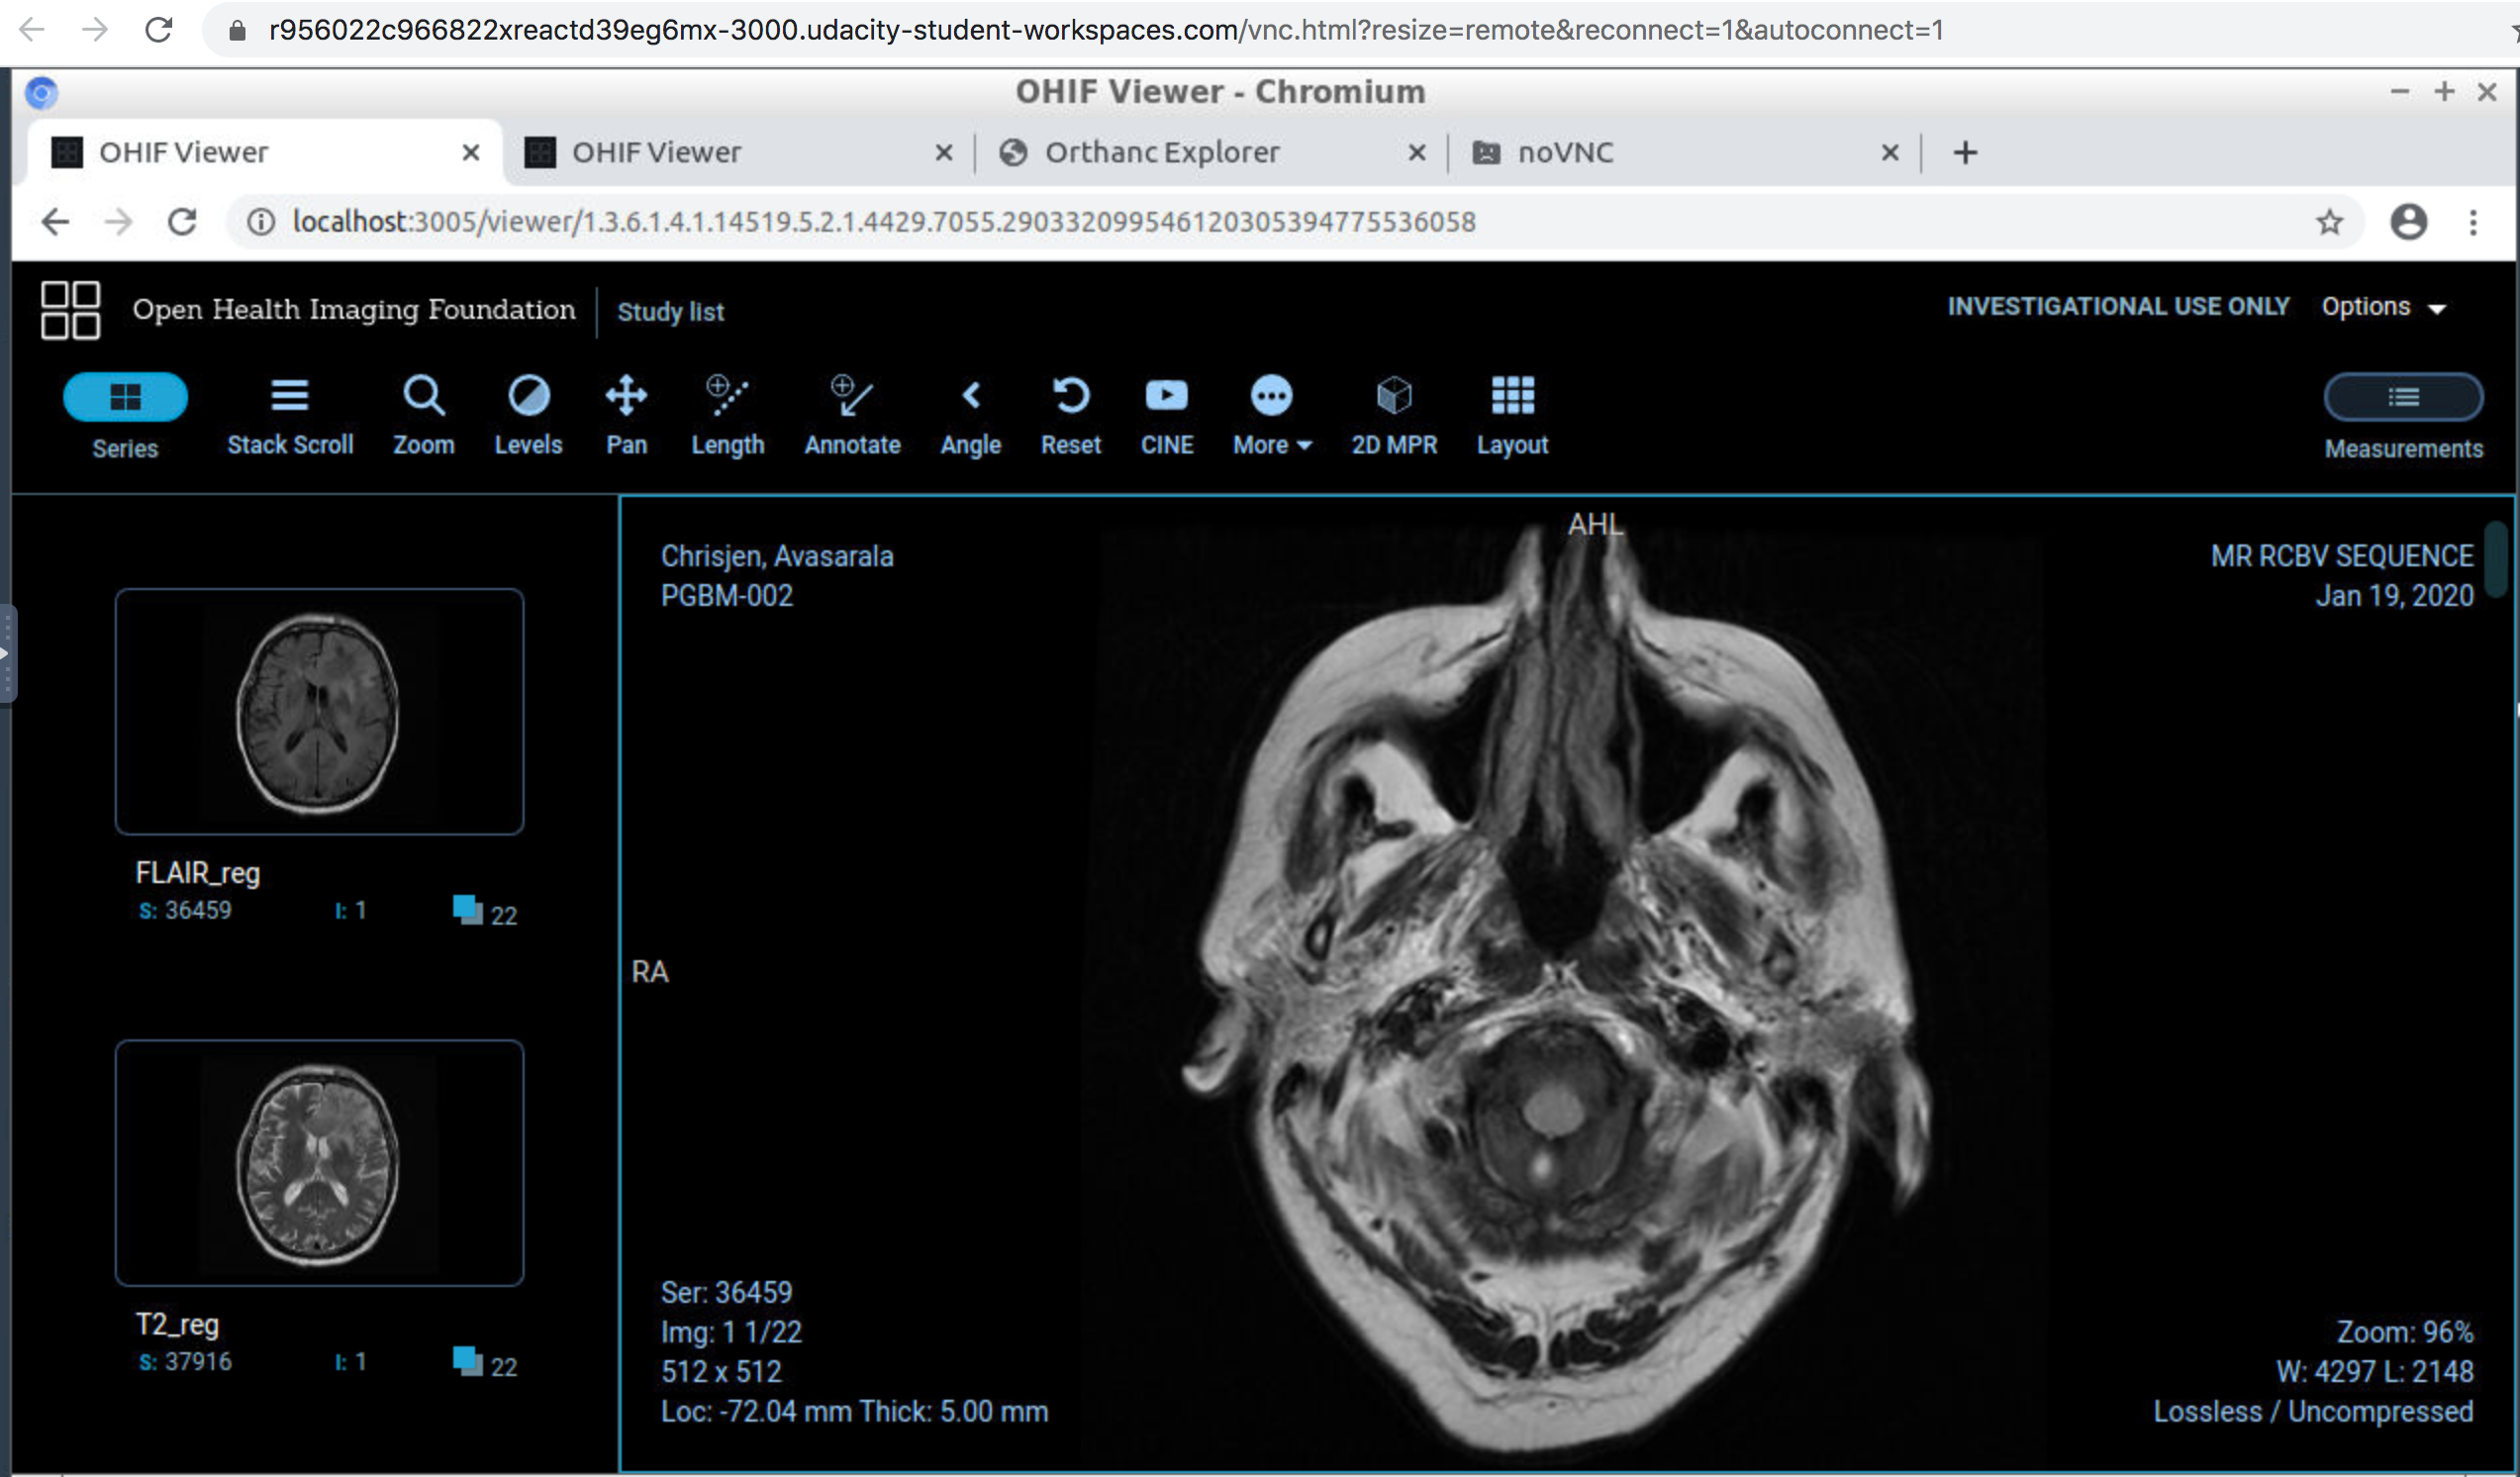 r956022c966822xreactd39eg6mx-3000.udacity-student-workspaces.com/vnc.html?resize=remote&reconnect=1&autoconnect=1
OHIF Viewer - Chromium
OHIF Viewer
OHIF Viewer
Orthanc Explorer
noVNC
localhost:3005/viewer/1.3.6.1.4.1.14519.5.2.1.4429.7055.290332099546120305394775536058
Open Health Imaging Foundation
Study list
INVESTIGATIONAL USE ONLY
Options
Series
Stack Scroll
Zoom
Levels
Pan
Length
Annotate
Angle
Reset
CINE
More
2D MPR
Layout
Measurements
FLAIR_reg
S: 36459 I: 1 22
T2_reg
S: 37916 I: 1 22
AHL
Chrisjen, Avasarala
PGBM-002
MR RCBV SEQUENCE
Jan 19, 2020
RA
Ser: 36459
Img: 1 1/22
512 x 512
Loc: -72.04 mm Thick: 5.00 mm
Zoom: 96%
W: 4297 L: 2148
Lossless / Uncompressed